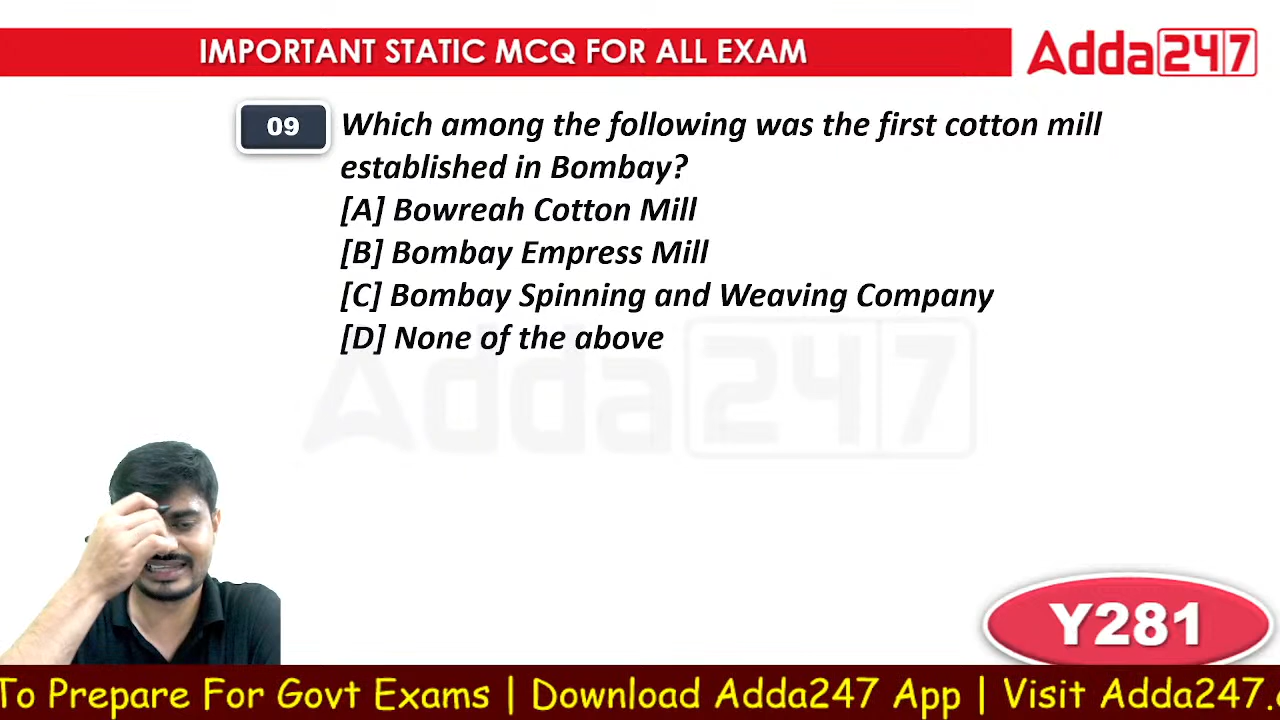 IMPORTANT STATIC MCQ FOR ALL EXAM
Adda247
09
Which among the following was the first cotton mill
established in Bombay?
[A] Bowreah Cotton Mill
[B] Bombay Empress Mill
[C] Bombay Spinning and Weaving Company
[D] None of the above
Adda247
Y281
To Prepare For Govt Exams | Download Adda247 App | Visit Adda247.